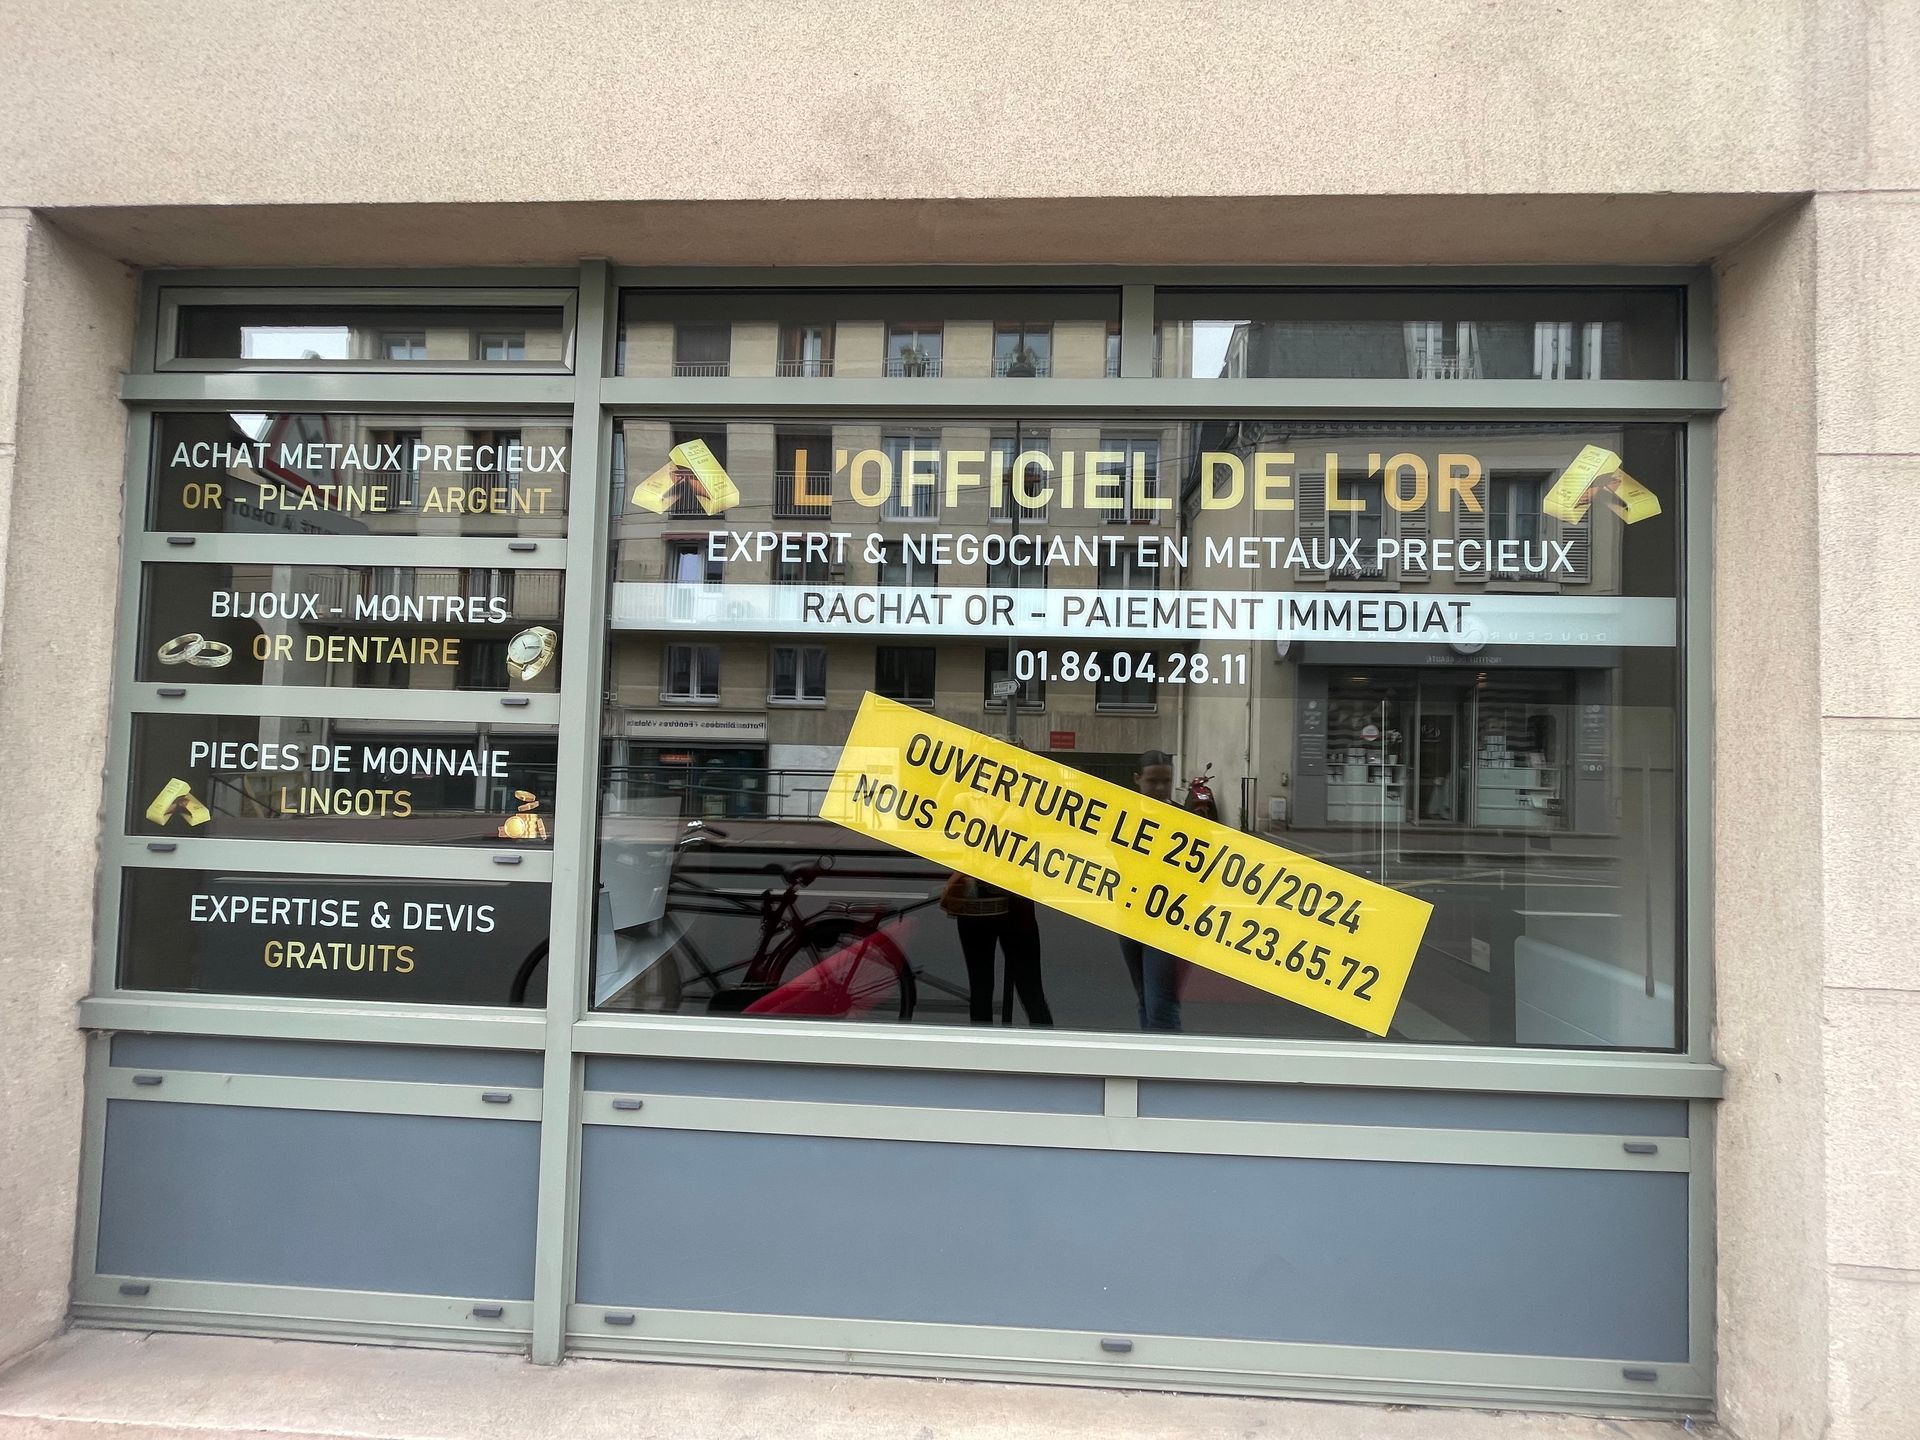 ACHAT METAUX PRECIEUX
OR - PLATINE - ARGENT
BIJOUX - MONTRES
OR DENTAIRE
PIECES DE MONNAIE
LINGOTS
EXPERTISE & DEVIS
GRATUITS
L'OFFICIEL DE L'OR
EXPERT & NEGOCIANT EN METAUX PRECIEUX
RACHAT OR - PAIEMENT IMMEDIAT
01.86.04.28.11
OUVERTURE LE 25/06/2024
NOUS CONTACTER : 06.61.23.65.72